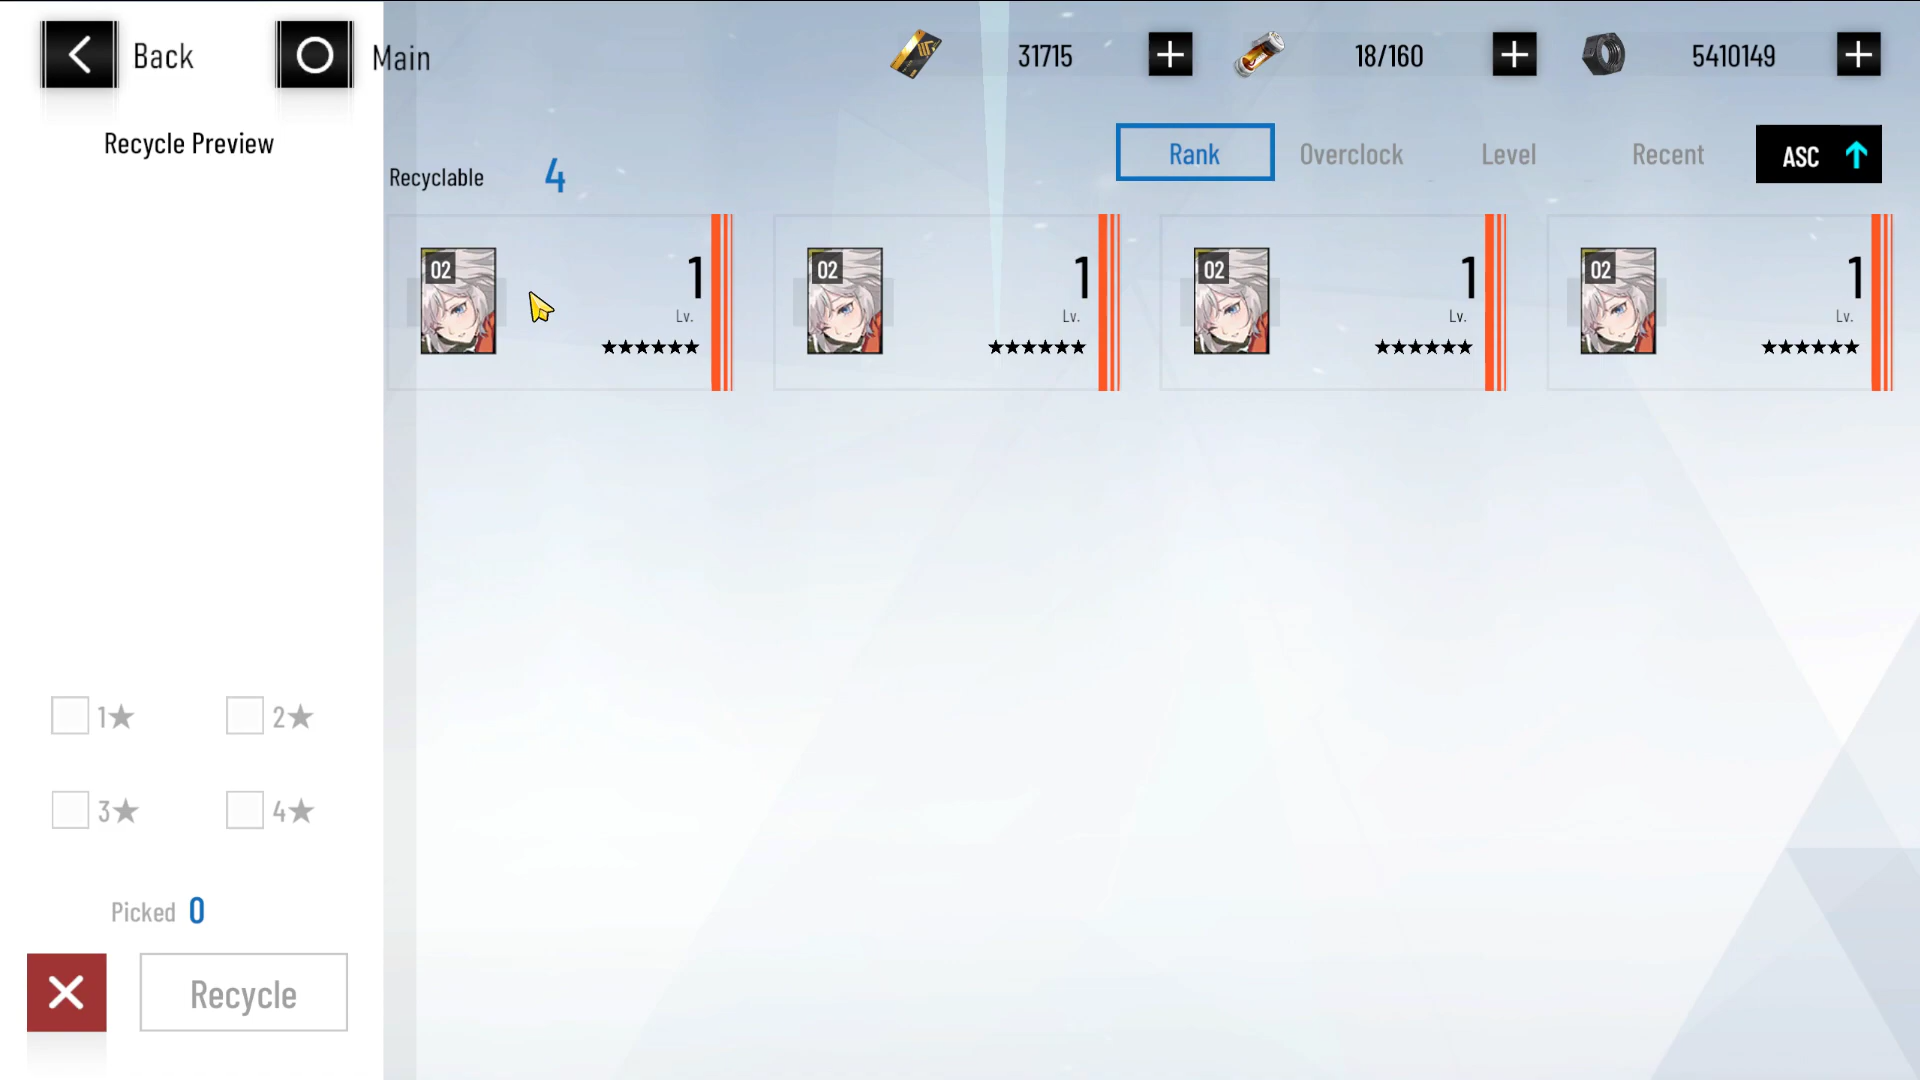 Back
Main
31715
18/160
5410149
Recycle Preview
Recyclable 4
Rank
Overclock
Level
Recent
ASC
02
1
Lv.
★★★★★★
02
1
Lv.
★★★★★★
02
1
Lv.
★★★★★★
02
1
Lv.
★★★★★★
1★
2★
3★
4★
Picked 0
Recycle